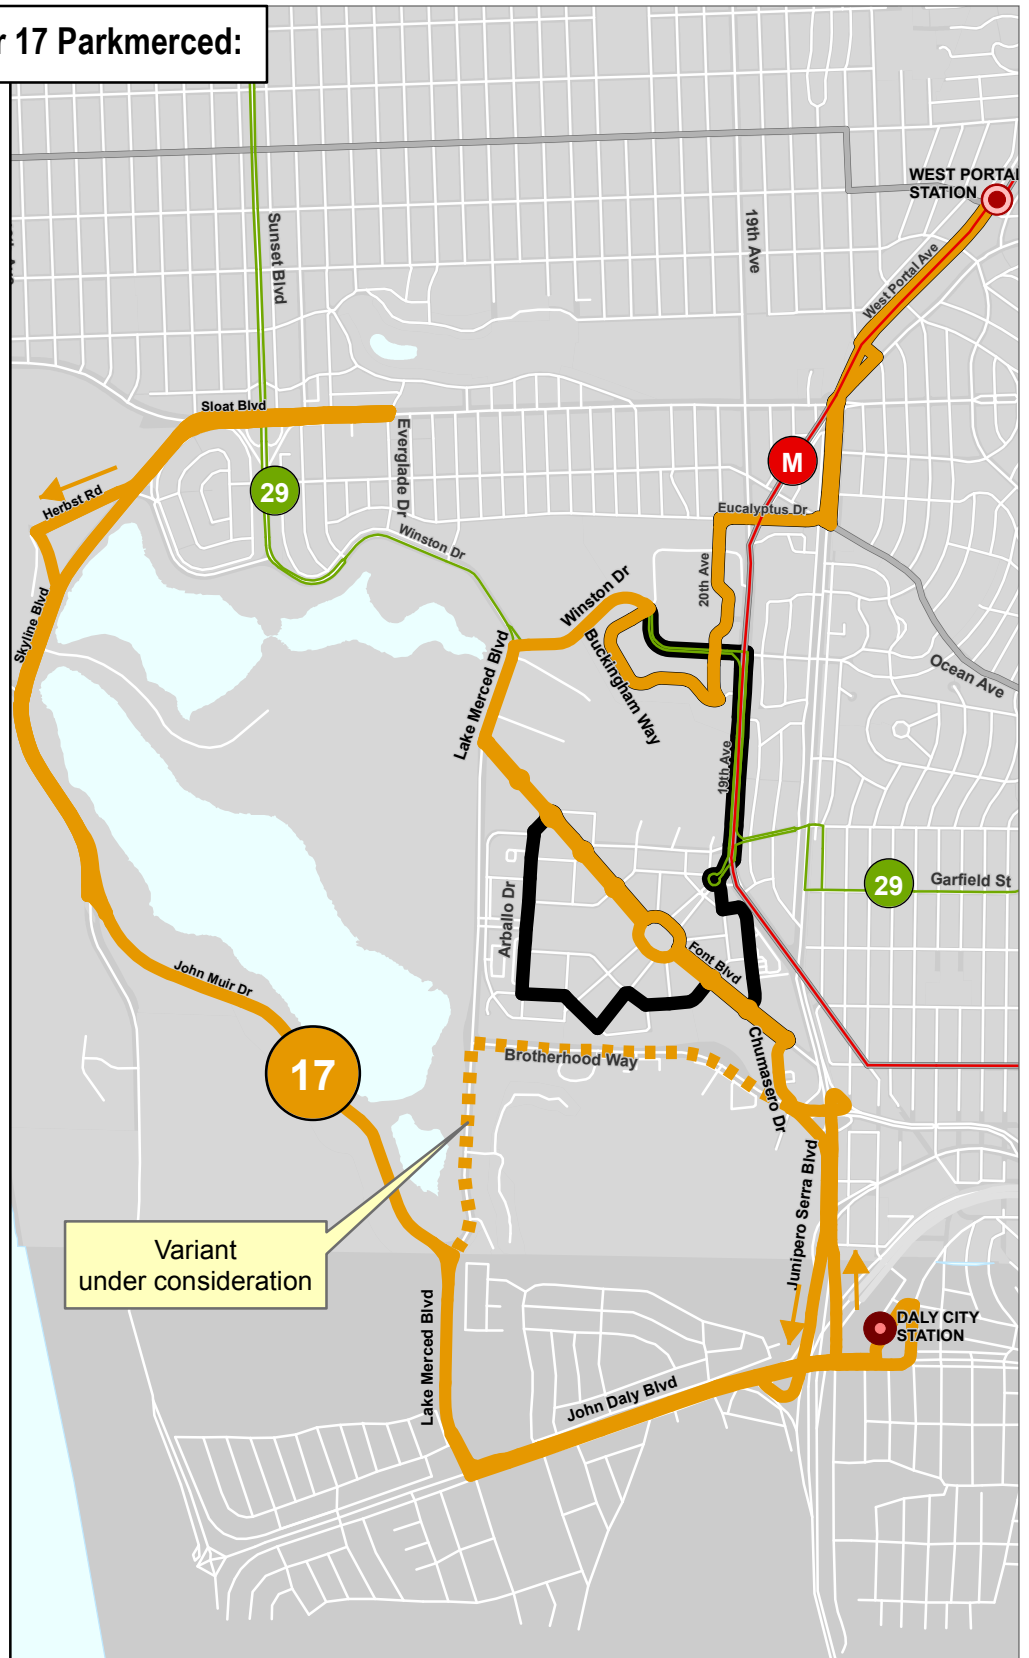 r 17 Parkmerced:
WEST PORTAL
STATION
Sunset Blvd
19th Ave
West Portal Ave
Sloat Blvd
Everglade Dr
M
29
Herbst Rd
Eucalyptus Dr
Winston Dr
20th Ave
Winston Dr
Skyline Blvd
Buckingham Way
Lake Merced Blvd
Ocean Ave
19th Ave
29
Garfield St
Arballo Dr
Font Blvd
John Muir Dr
17
Brotherhood Way
Chumasero Dr
Junipero Serra Blvd
Variant
under consideration
DALY CITY
STATION
Lake Merced Blvd
John Daly Blvd